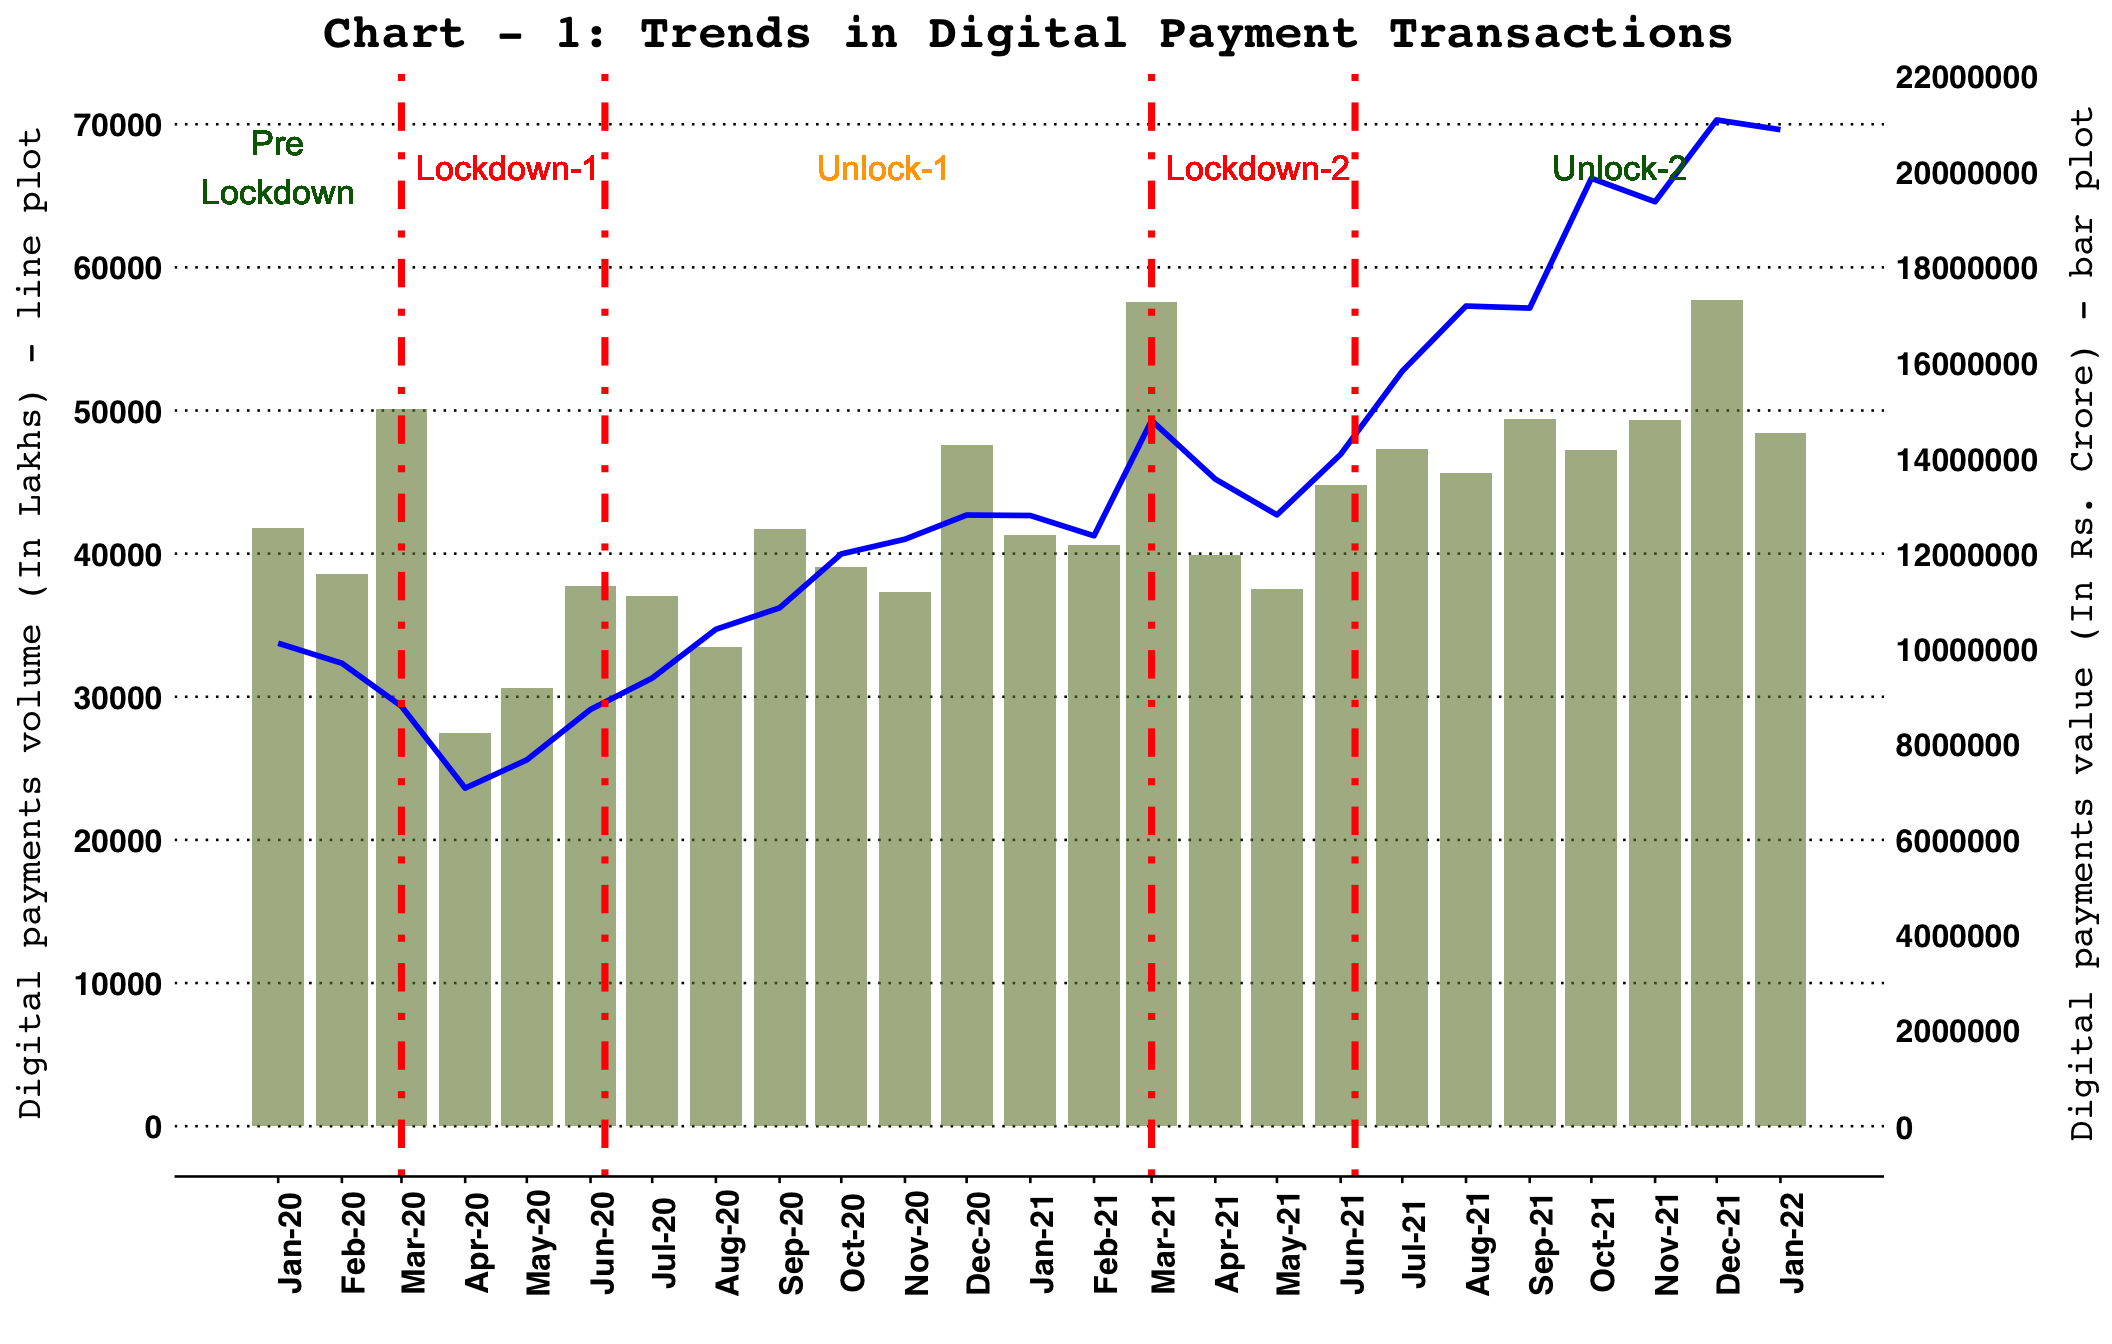 Chart - 1: Trends in Digital Payment Transactions
Digital payments volume (In Lakhs) - line plot
70000
60000
50000
40000
30000
20000
10000
0
Pre
Lockdown
Lockdown-1
Unlock-1
Lockdown-2
Unlock-2
22000000
20000000
18000000
16000000
14000000
12000000
10000000
8000000
6000000
4000000
2000000
0
Digital payments value (In Rs. Crore) - bar plot
Jan-20
Feb-20
Mar-20
Apr-20
May-20
Jun-20
Jul-20
Aug-20
Sep-20
Oct-20
Nov-20
Dec-20
Jan-21
Feb-21
Mar-21
Apr-21
May-21
Jun-21
Jul-21
Aug-21
Sep-21
Oct-21
Nov-21
Dec-21
Jan-22